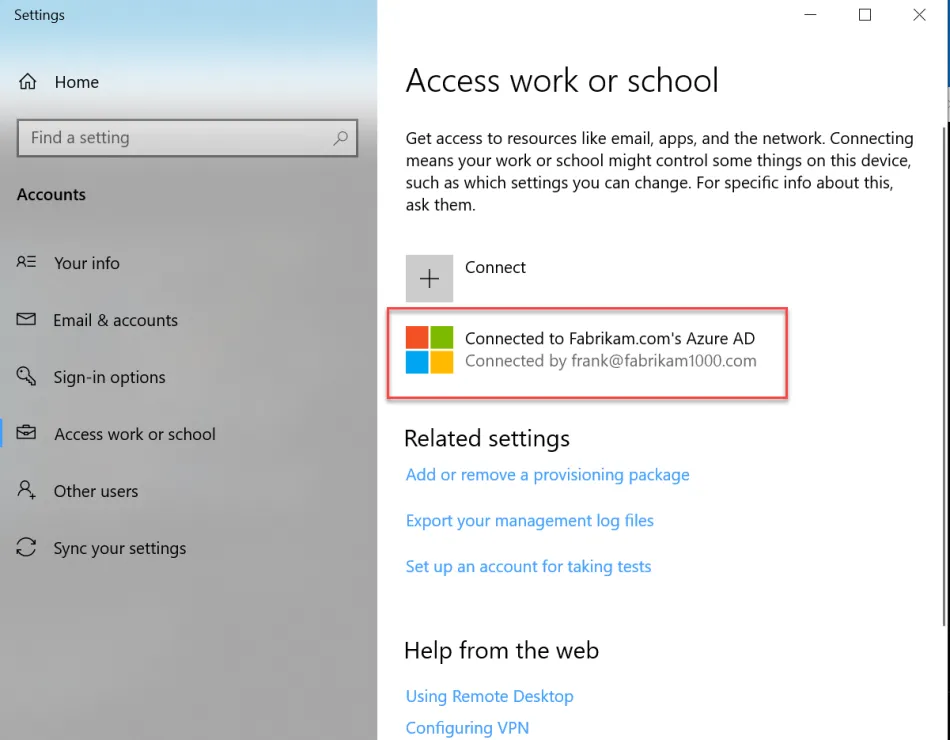 Settings
Home
Find a setting
Accounts
Your info
Email & accounts
Sign-in options
Access work or school
Other users
Sync your settings
Access work or school
Get access to resources like email, apps, and the network. Connecting
means your work or school might control some things on this device,
such as which settings you can change. For specific info about this,
ask them.
Connect
Connected to Fabrikam.com's Azure AD
Connected by frank@fabrikam1000.com
Related settings
Add or remove a provisioning package
Export your management log files
Set up an account for taking tests
Help from the web
Using Remote Desktop
Configuring VPN